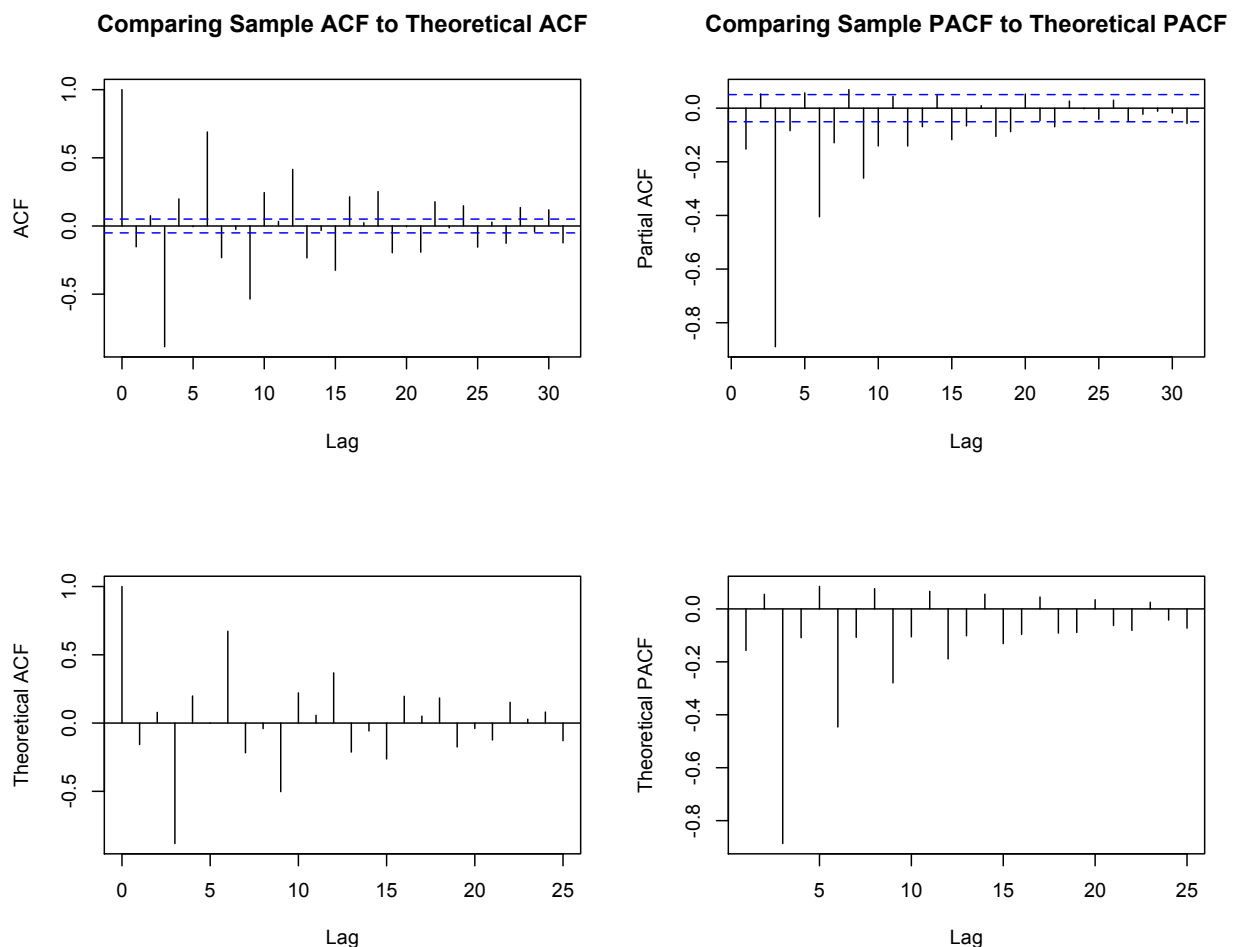 Comparing Sample ACF to Theoretical ACF
ACF
1.0
0.5
0.0
-0.5
0 5 10 15 20 25 30
Lag
Comparing Sample PACF to Theoretical PACF
Partial ACF
0.0
-0.2
-0.4
-0.6
-0.8
0 5 10 15 20 25 30
Lag
Theoretical ACF
1.0
0.5
0.0
-0.5
0 5 10 15 20 25
Lag
Theoretical PACF
0.0
-0.2
-0.4
-0.6
-0.8
5 10 15 20 25
Lag